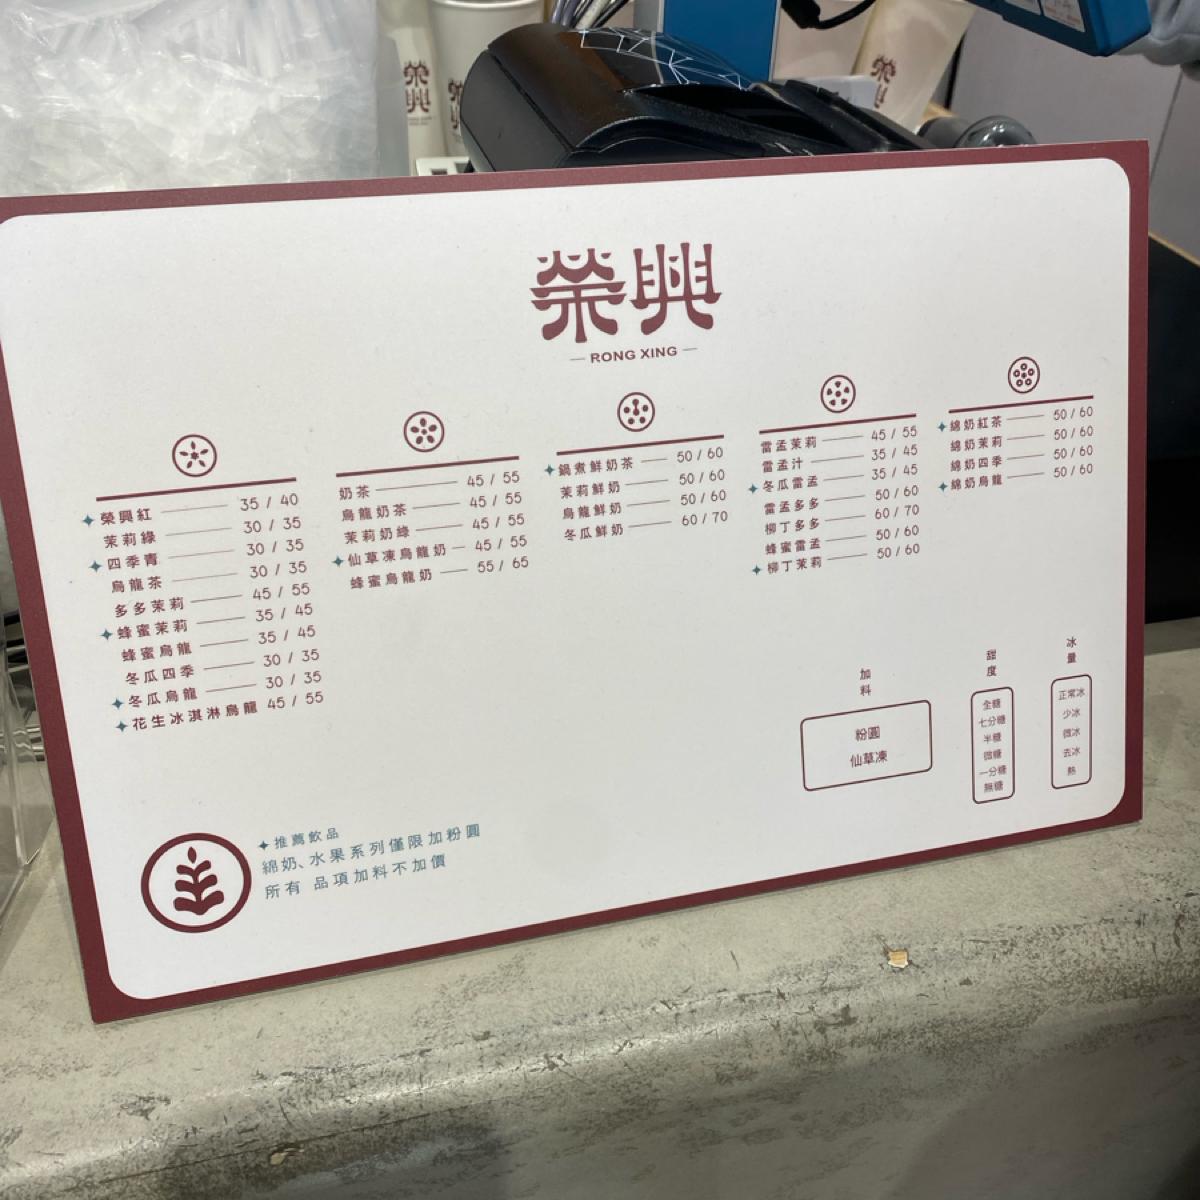 榮興
榮興
RONG XING
榮興紅 35 / 40
茉莉綠 30 / 35
四季青 30 / 35
烏龍茶 30 / 35
多多茉莉 45 / 55
蜂蜜茉莉 35 / 45
蜂蜜烏龍 35 / 45
冬瓜四季 30 / 35
冬瓜烏龍 30 / 35
花生冰淇淋烏龍 45 / 55
奶茶 45 / 55
烏龍奶茶 45 / 55
茉莉奶綠 45 / 55
仙草凍烏龍奶 45 / 55
蜂蜜烏龍奶 55 / 65
鍋煮鮮奶茶 50 / 60
茉莉鮮奶 50 / 60
烏龍鮮奶 50 / 60
冬瓜鮮奶 60 / 70
雷孟茉莉 45 / 55
雷孟汁 35 / 45
冬瓜雷孟 35 / 45
雷孟多多 50 / 60
柳丁多多 60 / 70
蜂蜜雷孟 50 / 60
柳丁茉莉 50 / 60
綿奶紅茶 50 / 60
綿奶茉莉 50 / 60
綿奶四季 50 / 60
綿奶烏龍 50 / 60
加料
粉圓
仙草凍
甜度
全糖
七分糖
半糖
微糖
一分糖
無糖
冰量
正常冰
少冰
微冰
去冰
熱
推薦飲品
綿奶、水果系列僅限加粉圓
所有 品項加料不加價